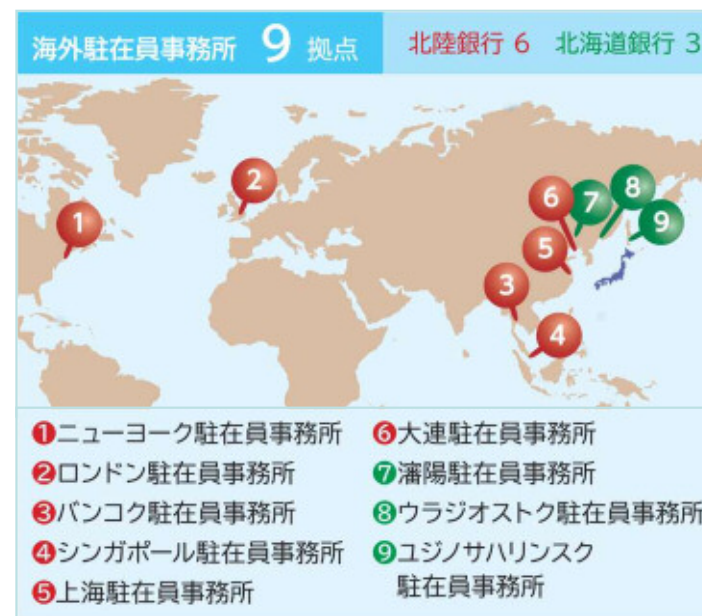 海外駐在員事務所 9 拠点
北陸銀行 6 北海道銀行 3
1
2
3
4
5
6
7
8
9
❶ニューヨーク駐在員事務所
❷ロンドン駐在員事務所
❸バンコク駐在員事務所
❹シンガポール駐在員事務所
❺上海駐在員事務所
❻大連駐在員事務所
❼瀋陽駐在員事務所
❽ウラジオストク駐在員事務所
❾ユジノサハリンスク
駐在員事務所